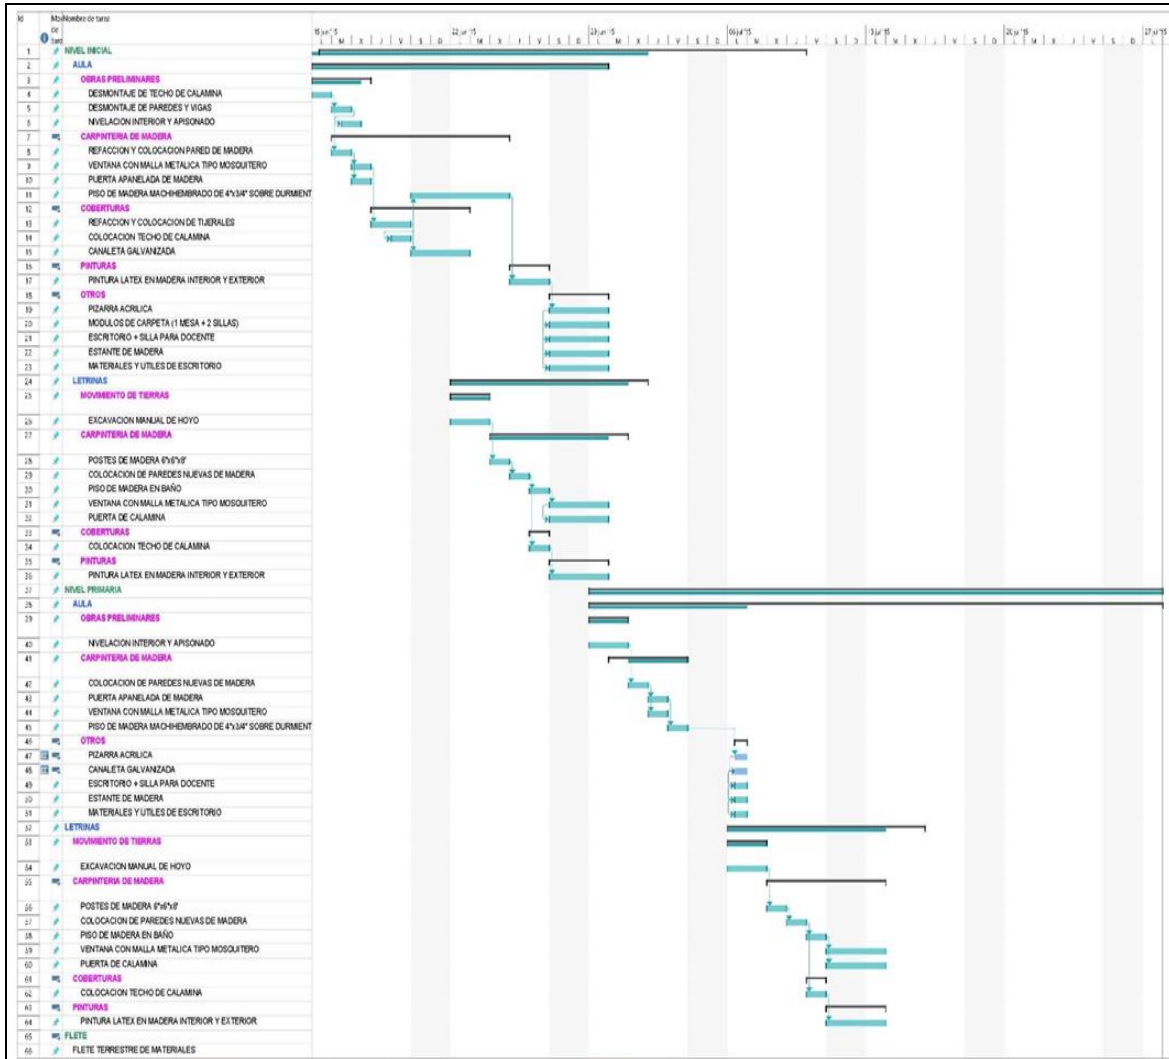 Id Nombre de tarea
de
15 jun '15 22 jun '15 29 jun '15 06 jul '15 13 jul '15 20 jul '15 27 jul '15
L M X J V S D L M X J V S D L M X J V S D L M X J V S D L M X J V S D L M X J V S D L
1 NIVEL INICIAL
2 AULA
3 OBRAS PRELIMINARES
4 DESMONTAJE DE TECHO DE CALAMINA
5 DESMONTAJE DE PAREDES Y VIGAS
6 NIVELACION INTERIOR Y APISONADO
7 CARPINTERIA DE MADERA
8 REFACCION Y COLOCACION PARED DE MADERA
9 VENTANA CON MALLA METALICA TIPO MOSQUITERO
10 PUERTA APANELADA DE MADERA
11 PISO DE MADERA MACHIHEMBRADO DE 4"x3/4" SOBRE DURMIENT
12 COBERTURAS
13 REFACCION Y COLOCACION DE TIJERALES
14 COLOCACION TECHO DE CALAMINA
15 CANALETA GALVANIZADA
16 PINTURAS
17 PINTURA LATEX EN MADERA INTERIOR Y EXTERIOR
18 OTROS
19 PIZARRA ACRILICA
20 MODULOS DE CARPETA (1 MESA + 2 SILLAS)
21 ESCRITORIO + SILLA PARA DOCENTE
22 ESTANTE DE MADERA
23 MATERIALES Y UTILES DE ESCRITORIO
24 LETRINAS
25 MOVIMIENTO DE TIERRAS
26 EXCAVACION MANUAL DE HOYO
27 CARPINTERIA DE MADERA
28 POSTES DE MADERA 6"x6"x8'
29 COLOCACION DE PAREDES NUEVAS DE MADERA
30 PISO DE MADERA EN BAÑO
31 VENTANA CON MALLA METALICA TIPO MOSQUITERO
32 PUERTA DE CALAMINA
33 COBERTURAS
34 COLOCACION TECHO DE CALAMINA
35 PINTURAS
36 PINTURA LATEX EN MADERA INTERIOR Y EXTERIOR
37 NIVEL PRIMARIA
38 AULA
39 OBRAS PRELIMINARES
40 NIVELACION INTERIOR Y APISONADO
41 CARPINTERIA DE MADERA
42 COLOCACION DE PAREDES NUEVAS DE MADERA
43 PUERTA APANELADA DE MADERA
44 VENTANA CON MALLA METALICA TIPO MOSQUITERO
45 PISO DE MADERA MACHIHEMBRADO DE 4"x3/4" SOBRE DURMIENT
46 OTROS
47 PIZARRA ACRILICA
48 CANALETA GALVANIZADA
49 ESCRITORIO + SILLA PARA DOCENTE
50 ESTANTE DE MADERA
51 MATERIALES Y UTILES DE ESCRITORIO
52 LETRINAS
53 MOVIMIENTO DE TIERRAS
54 EXCAVACION MANUAL DE HOYO
55 CARPINTERIA DE MADERA
56 POSTES DE MADERA 6"x6"x8'
57 COLOCACION DE PAREDES NUEVAS DE MADERA
58 PISO DE MADERA EN BAÑO
59 VENTANA CON MALLA METALICA TIPO MOSQUITERO
60 PUERTA DE CALAMINA
61 COBERTURAS
62 COLOCACION TECHO DE CALAMINA
63 PINTURAS
64 PINTURA LATEX EN MADERA INTERIOR Y EXTERIOR
65 FLETE
66 FLETE TERRESTRE DE MATERIALES